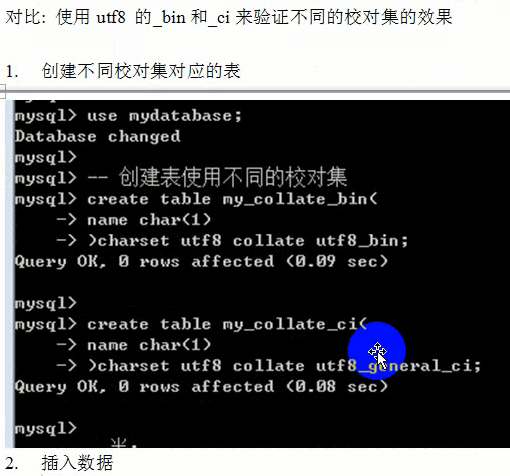 对比: 使用 utf8 的_bin 和_ci 来验证不同的校对集的效果
1. 创建不同校对集对应的表
mysql> use mydatabase;
Database changed
mysql>
mysql> -- 创建表使用不同的校对集
mysql> create table my_collate_bin(
-> name char(1)
-> )charset utf8 collate utf8_bin;
Query OK, 0 rows affected (0.09 sec)
mysql>
mysql> create table my_collate_ci(
-> name char(1)
-> )charset utf8 collate utf8_general_ci;
Query OK, 0 rows affected (0.08 sec)
mysql>
2. 插入数据